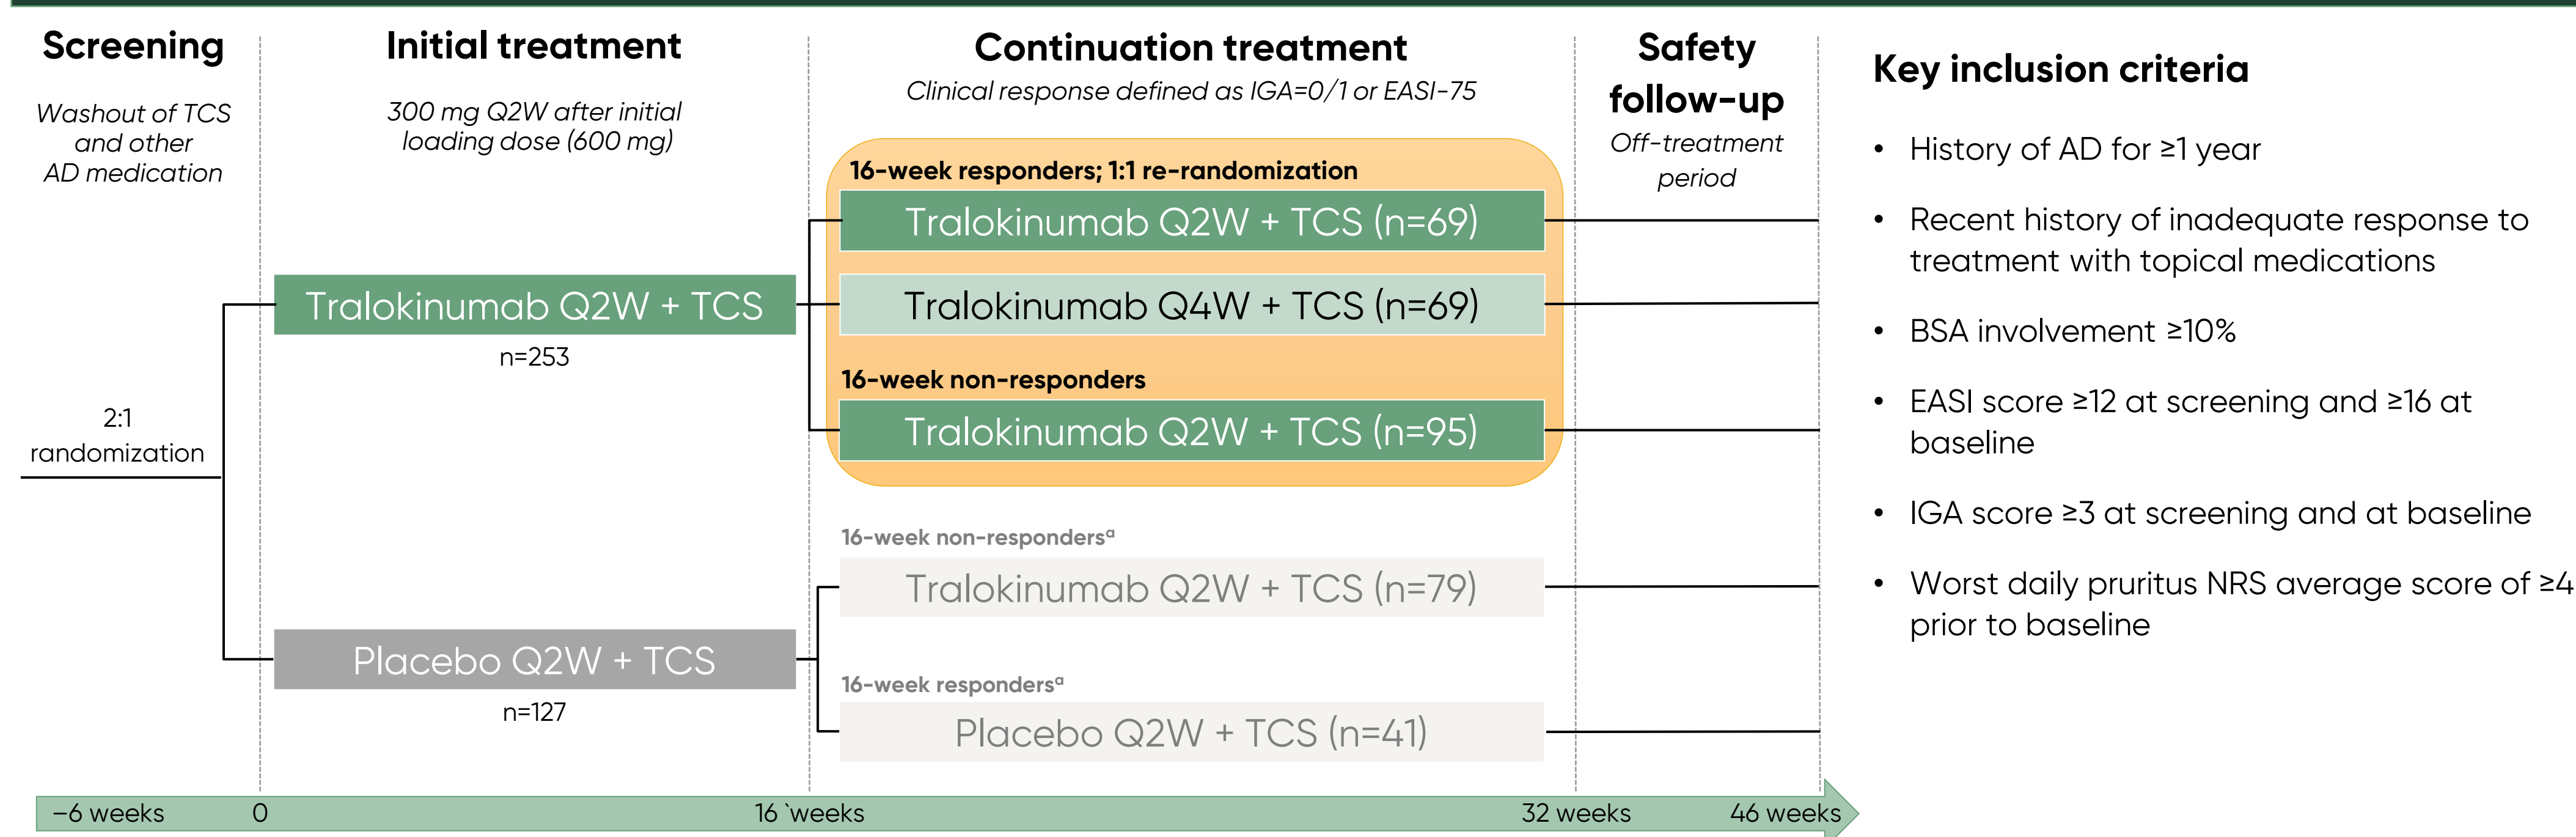 Screening
Washout of TCS
and other
AD medication
2:1
randomization
Initial treatment
300 mg Q2W after initial
loading dose (600 mg)
Tralokinumab Q2W + TCS
n=253
Placebo Q2W + TCS
n=127
Continuation treatment
Clinical response defined as IGA=0/1 or EASI-75
16-week responders; 1:1 re-randomization
Tralokinumab Q2W + TCS (n=69)
Tralokinumab Q4W + TCS (n=69)
16-week non-responders
Tralokinumab Q2W + TCS (n=95)
16-week non-respondersᵃ
Tralokinumab Q2W + TCS (n=79)
16-week respondersᵃ
Placebo Q2W + TCS (n=41)
Safety
follow-up
Off-treatment
period
−6 weeks
0
16 `weeks
32 weeks
46 weeks
Key inclusion criteria
• History of AD for ≥1 year
• Recent history of inadequate response to
treatment with topical medications
• BSA involvement ≥10%
• EASI score ≥12 at screening and ≥16 at
baseline
• IGA score ≥3 at screening and at baseline
• Worst daily pruritus NRS average score of ≥4
prior to baseline